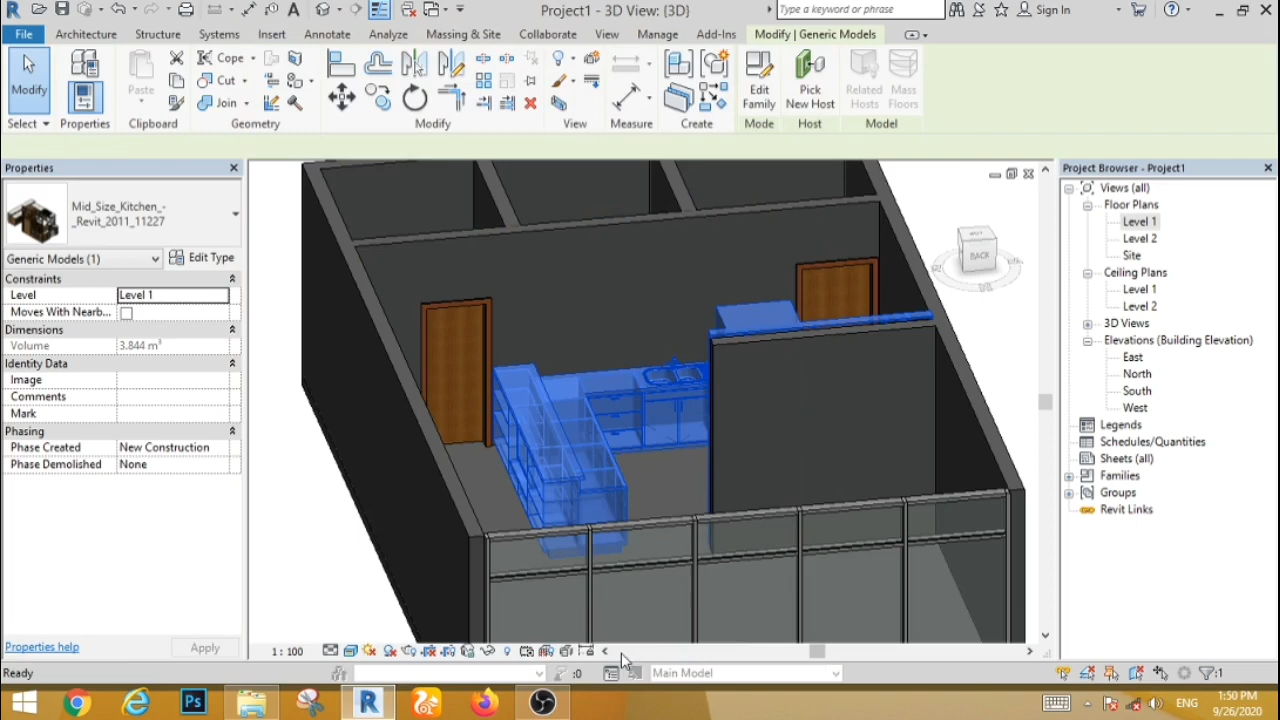 Project1 - 3D View: {3D}
Type a keyword or phrase
Sign In
File
Architecture
Structure
Systems
Insert
Annotate
Analyze
Massing & Site
Collaborate
View
Manage
Add-Ins
Modify | Generic Models
Modify
Paste
Cope
Cut
Join
Edit
Family
Pick
New Host
Related
Hosts
Mass
Floors
Select
Properties
Clipboard
Geometry
Modify
View
Measure
Create
Mode
Host
Model
Properties
Mid_Size_Kitchen_-
_Revit_2011_11227
Generic Models (1)
Edit Type
Constraints
Level
Level 1
Moves With Nearb...
Dimensions
Volume
3.844 m³
Identity Data
Image
Comments
Mark
Phasing
Phase Created
New Construction
Phase Demolished
None
Properties help
Apply
BACK
Project Browser - Project1
Views (all)
Floor Plans
Level 1
Level 2
Site
Ceiling Plans
Level 1
Level 2
3D Views
Elevations (Building Elevation)
East
North
South
West
Legends
Schedules/Quantities
Sheets (all)
Families
Groups
Revit Links
1 : 100
Ready
:0
Main Model
:1
Ps
R
ENG
1:50 PM
9/26/2020